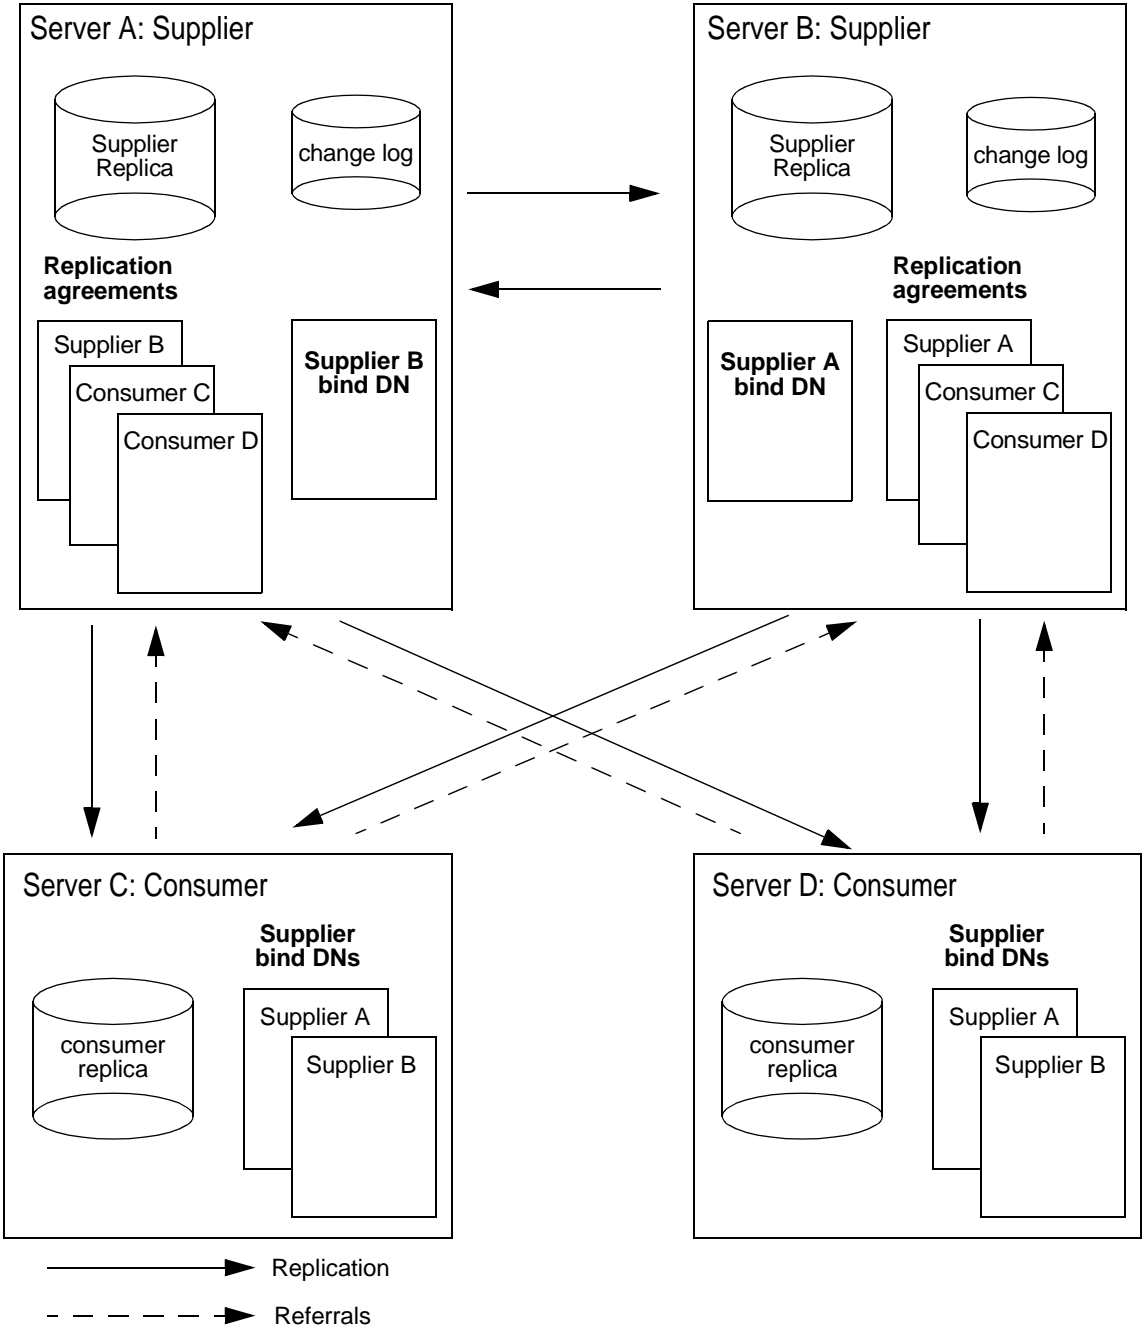 Server A: Supplier
Supplier
Replica
change log
Replication
agreements
Supplier B
Consumer C
Consumer D
Supplier B
bind DN
Server B: Supplier
Supplier
Replica
change log
Replication
agreements
Supplier A
bind DN
Supplier A
Consumer C
Consumer D
Server C: Consumer
Supplier
bind DNs
consumer
replica
Supplier A
Supplier B
Server D: Consumer
Supplier
bind DNs
consumer
replica
Supplier A
Supplier B
Replication
Referrals